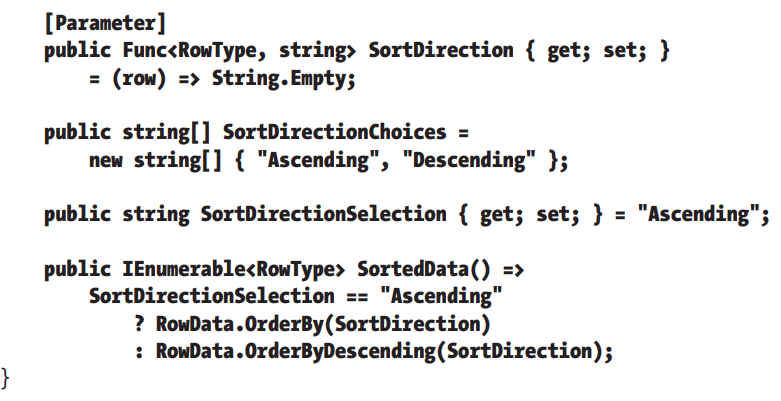 [Parameter]
public Func<RowType, string> SortDirection { get; set; }
= (row) => String.Empty;
public string[] SortDirectionChoices =
new string[] { "Ascending", "Descending" };
public string SortDirectionSelection { get; set; } = "Ascending";
public IEnumerable<RowType> SortedData() =>
SortDirectionSelection == "Ascending"
? RowData.OrderBy(SortDirection)
: RowData.OrderByDescending(SortDirection);
}